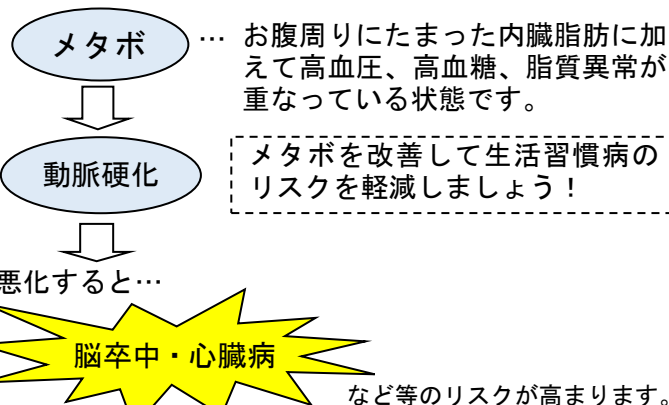 メタボ
… お腹周りにたまった内臓脂肪に加
えて高血圧、高血糖、脂質異常が
重なっている状態です。
動脈硬化
メタボを改善して生活習慣病の
リスクを軽減しましょう！
悪化すると…
脳卒中・心臓病
など等のリスクが高まります。